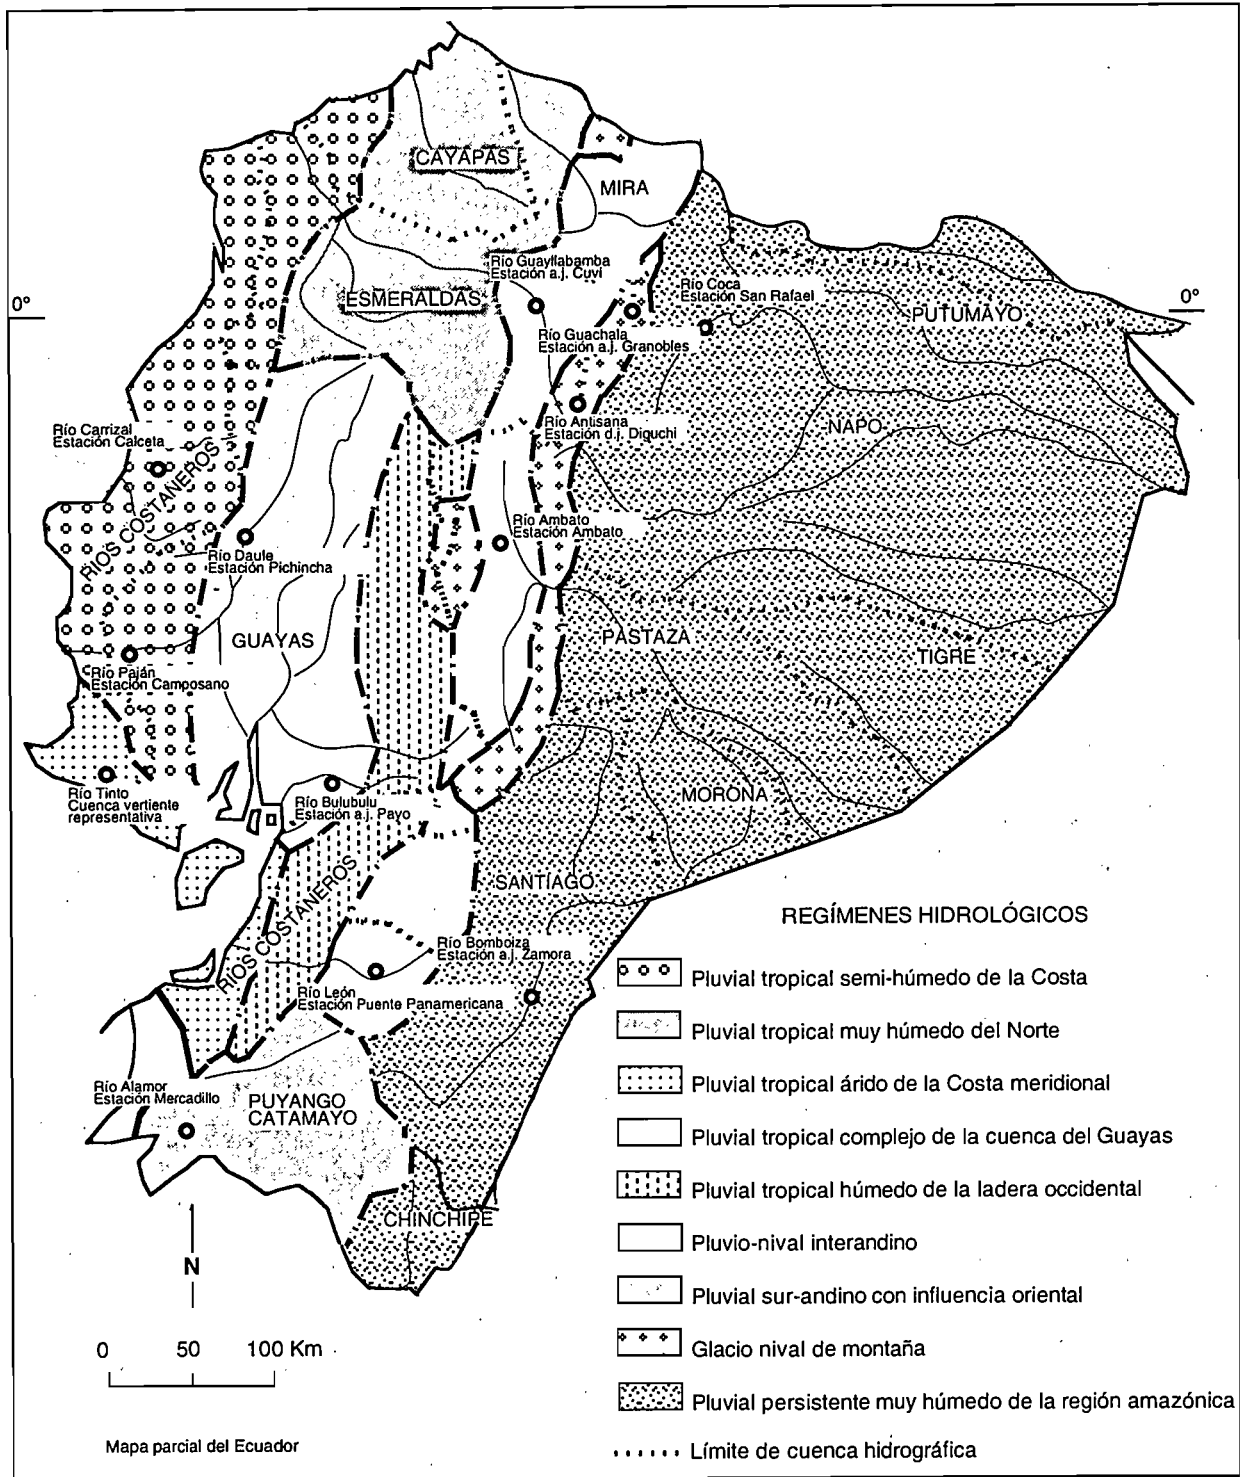 CAYAPAS
MIRA
Río Guayllabamba
Estación a.j. Cuvi
ESMERALDAS
Río Coca
Estación San Rafael
0º
0º
PUTUMAYO
Río Guachala
Estación a.j. Granobles
Río Antisana
Estación d.j. Diguchi
NAPO
Río Carrizal
Estación Calceta
RIOS COSTANEROS
Río Ambato
Estación Ambato
Río Daule
Estación Pichincha
GUAYAS
PASTAZA
TIGRE
Río Paján
Estación Camposano
Río Tinto
Cuenca vertiente
representativa
Río Bulubulu
Estación a.j. Payo
MORONA
RIOS COSTANEROS
SANTIAGO
Río Bomboiza
Estación a.j. Zamora
Río León
Estación Puente Panamericana
Río Alamor
Estación Mercadillo
PUYANGO
CATAMAYO
CHINCHIPE
N
0 50 100 Km
Mapa parcial del Ecuador
REGÍMENES HIDROLÓGICOS
Pluvial tropical semi-húmedo de la Costa
Pluvial tropical muy húmedo del Norte
Pluvial tropical árido de la Costa meridional
Pluvial tropical complejo de la cuenca del Guayas
Pluvial tropical húmedo de la ladera occidental
Pluvio-nival interandino
Pluvial sur-andino con influencia oriental
Glacio nival de montaña
Pluvial persistente muy húmedo de la región amazónica
Límite de cuenca hidrográfica